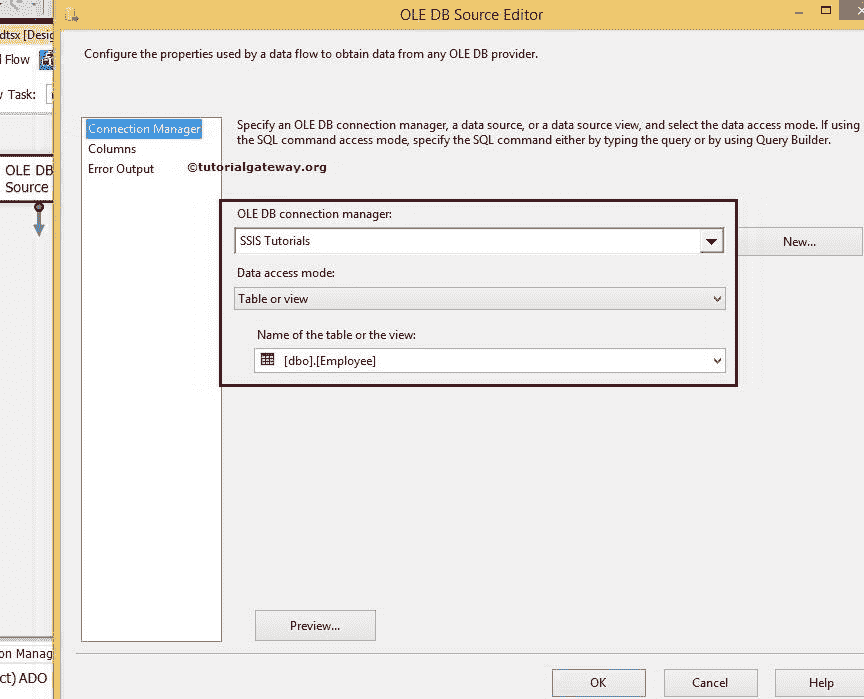 OLE DB Source Editor
dtsx [Desig
Flow
Configure the properties used by a data flow to obtain data from any OLE DB provider.
Task:
Connection Manager
Columns
Error Output
Specify an OLE DB connection manager, a data source, or a data source view, and select the data access mode. If using
the SQL command access mode, specify the SQL command either by typing the query or by using Query Builder.
©tutorialgateway.org
OLE DB
Source
OLE DB connection manager:
SSIS Tutorials
New...
Data access mode:
Table or view
Name of the table or the view:
[dbo].[Employee]
Preview...
on Manag
ct) ADO
OK
Cancel
Help